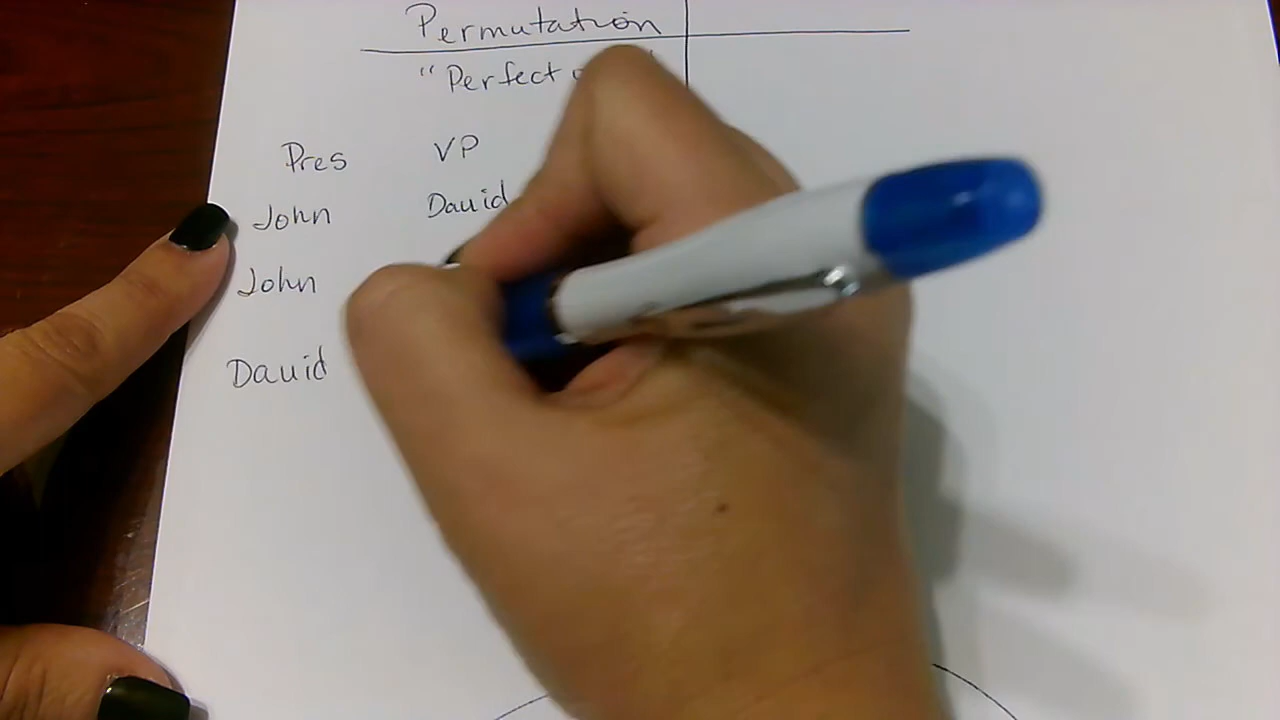 Permutation
"Perfect
Pres VP
John David
John
David